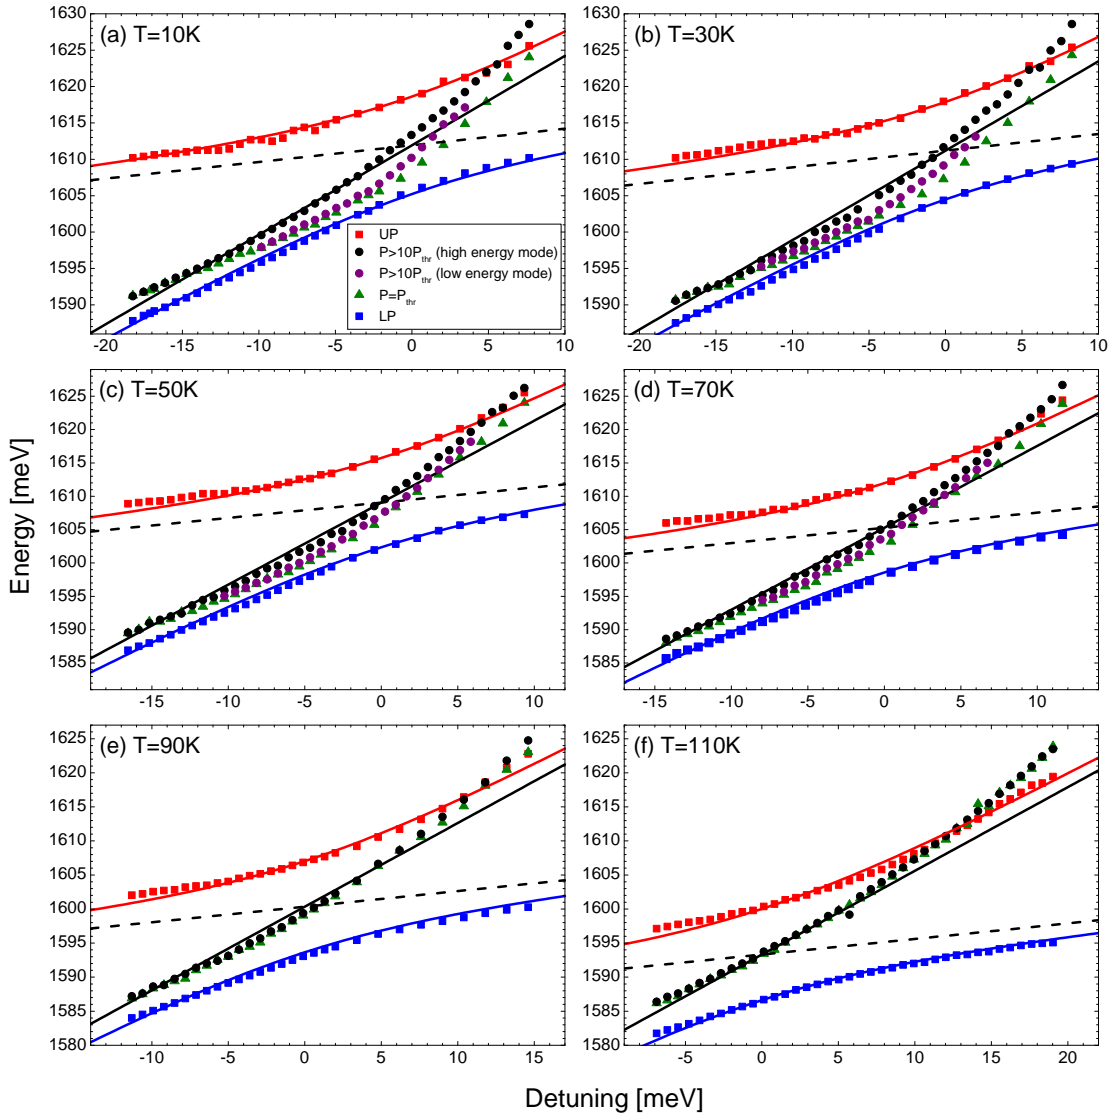 (a) T=10K
1630
1625
1620
1615
1610
1605
1600
1595
1590
-20 -15 -10 -5 0 5 10
UP
P>10Pthr (high energy mode)
P>10Pthr (low energy mode)
P=Pthr
LP
(b) T=30K
1630
1625
1620
1615
1610
1605
1600
1595
1590
-20 -15 -10 -5 0 5 10
(c) T=50K
1625
1620
1615
1610
1605
1600
1595
1590
1585
-15 -10 -5 0 5 10
(d) T=70K
1625
1620
1615
1610
1605
1600
1595
1590
1585
-15 -10 -5 0 5 10
(e) T=90K
1625
1620
1615
1610
1605
1600
1595
1590
1585
1580
-10 -5 0 5 10 15
(f) T=110K
1625
1620
1615
1610
1605
1600
1595
1590
1585
1580
-5 0 5 10 15 20
Energy [meV]
Detuning [meV]